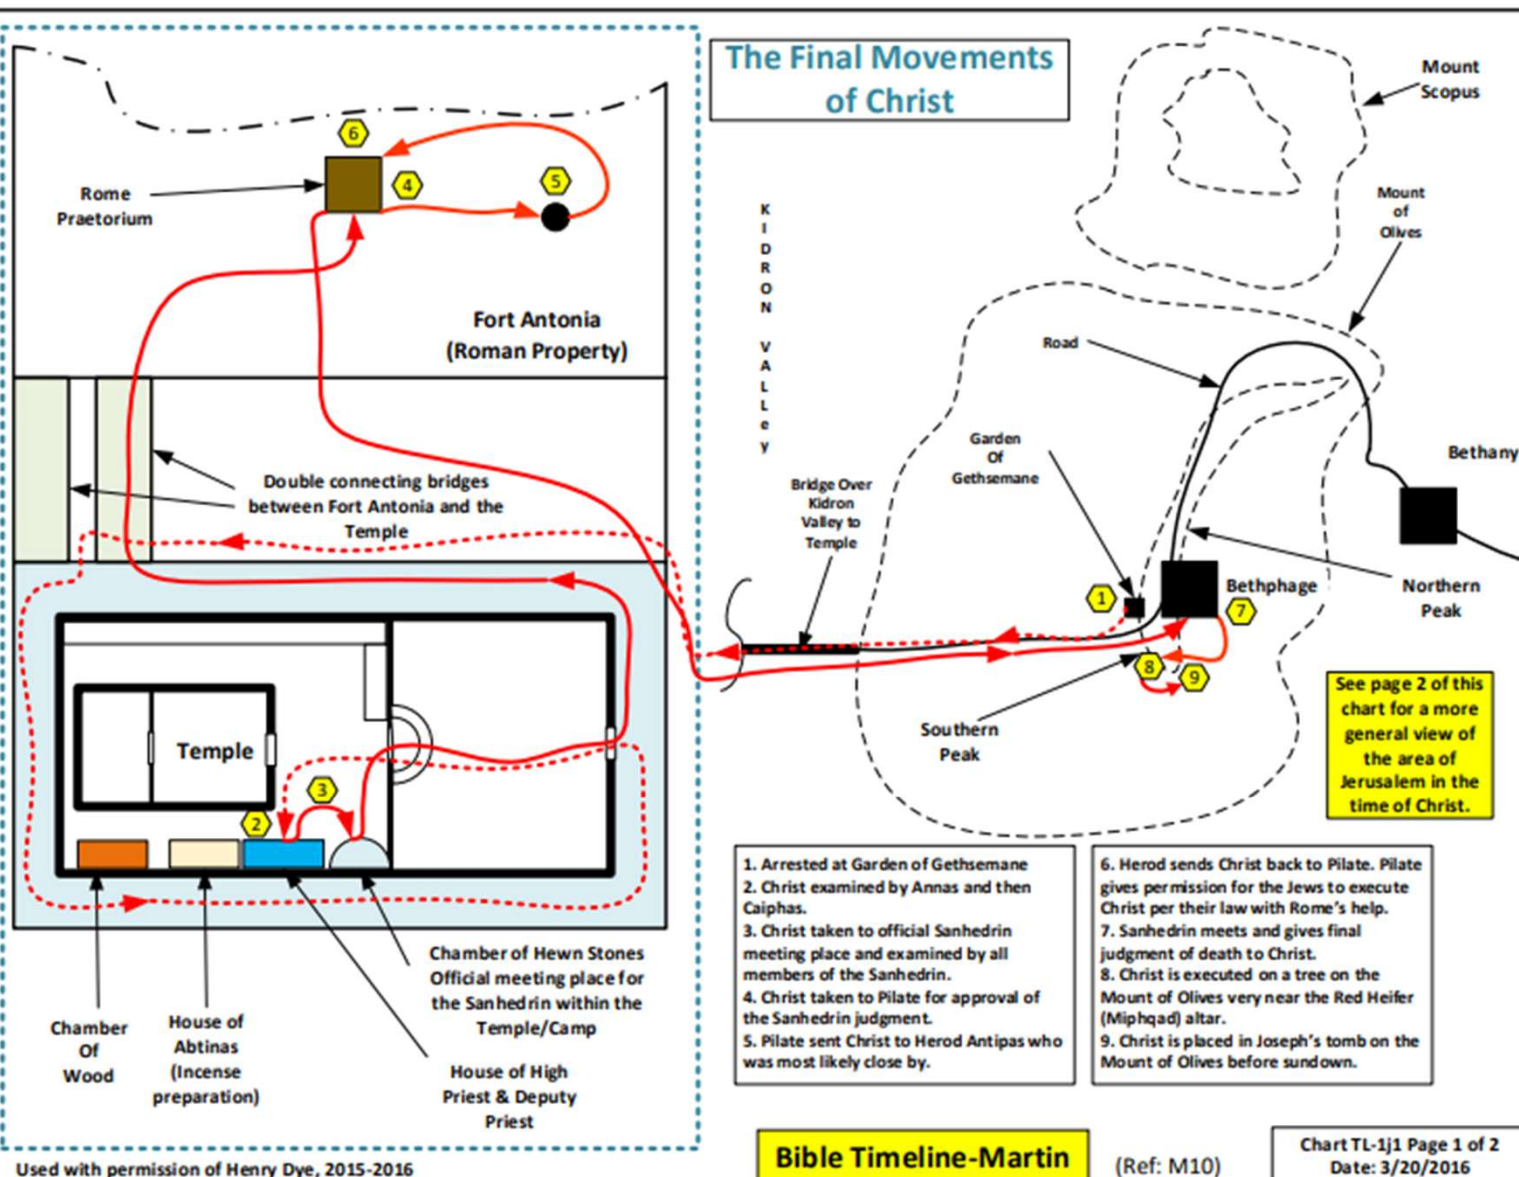 The Final Movements
of Christ
Mount
Scopus
Mount
of
Olives
6
4
5
Rome
Praetorium
Fort Antonia
(Roman Property)
K
I
D
R
O
N
V
A
L
L
e
y
Road
Garden
Of
Gethsemane
Bethany
Bridge Over
Kidron
Valley to
Temple
Double connecting bridges
between Fort Antonia and the
Temple
1
Bethphage
7
Northern
Peak
8
9
Southern
Peak
See page 2 of this
chart for a more
general view of
the area of
Jerusalem in the
time of Christ.
Temple
3
2
Chamber of Hewn Stones
Official meeting place for
the Sanhedrin within the
Temple/Camp
Chamber
Of
Wood
House of
Abtinas
(Incense
preparation)
House of High
Priest & Deputy
Priest
1. Arrested at Garden of Gethsemane
2. Christ examined by Annas and then
Caiphas.
3. Christ taken to official Sanhedrin
meeting place and examined by all
members of the Sanhedrin.
4. Christ taken to Pilate for approval of
the Sanhedrin judgment.
5. Pilate sent Christ to Herod Antipas who
was most likely close by.
6. Herod sends Christ back to Pilate. Pilate
gives permission for the Jews to execute
Christ per their law with Rome's help.
7. Sanhedrin meets and gives final
judgment of death to Christ.
8. Christ is executed on a tree on the
Mount of Olives very near the Red Heifer
(Miphqad) altar.
9. Christ is placed in Joseph's tomb on the
Mount of Olives before sundown.
Used with permission of Henry Dye, 2015-2016
Bible Timeline-Martin
(Ref: M10)
Chart TL-1j1 Page 1 of 2
Date: 3/20/2016